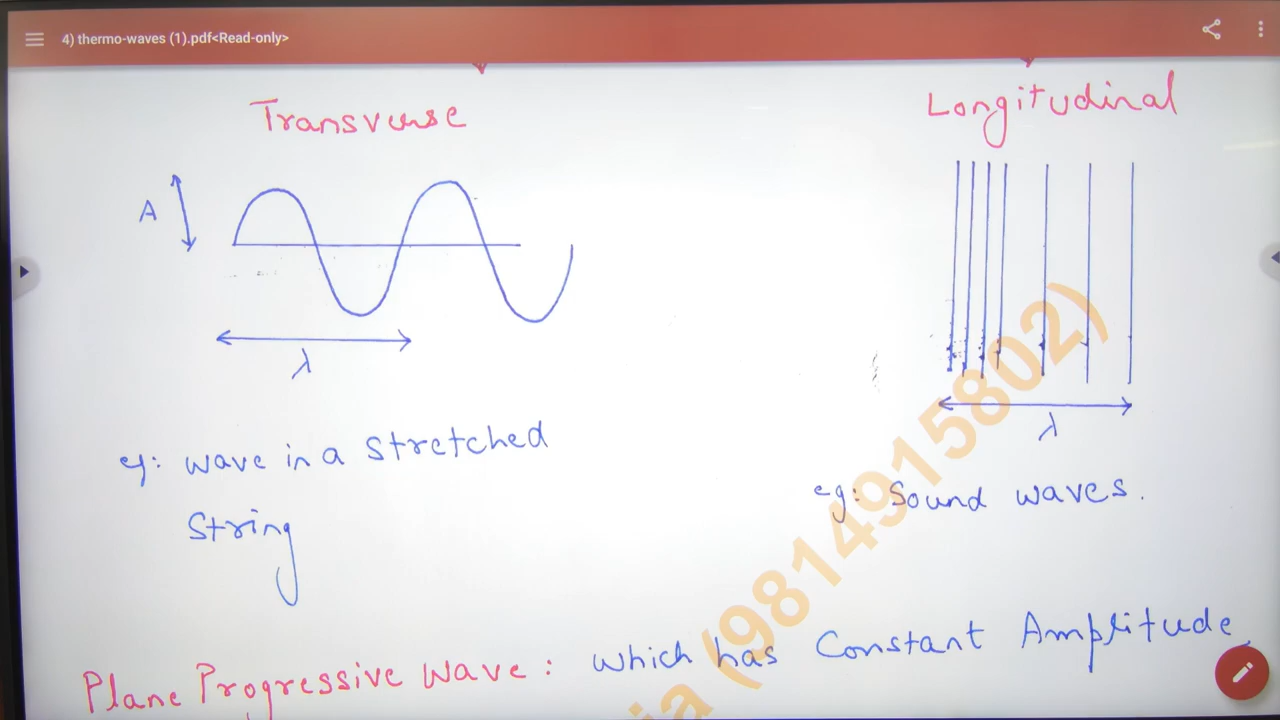 4) thermo-waves (1).pdf<Read-only>
Transverse
Longitudinal
A
λ
λ
eg: wave in a stretched
string
eg: Sound waves.
(9814915802)
Plane Progressive wave: which has Constant Amplitude